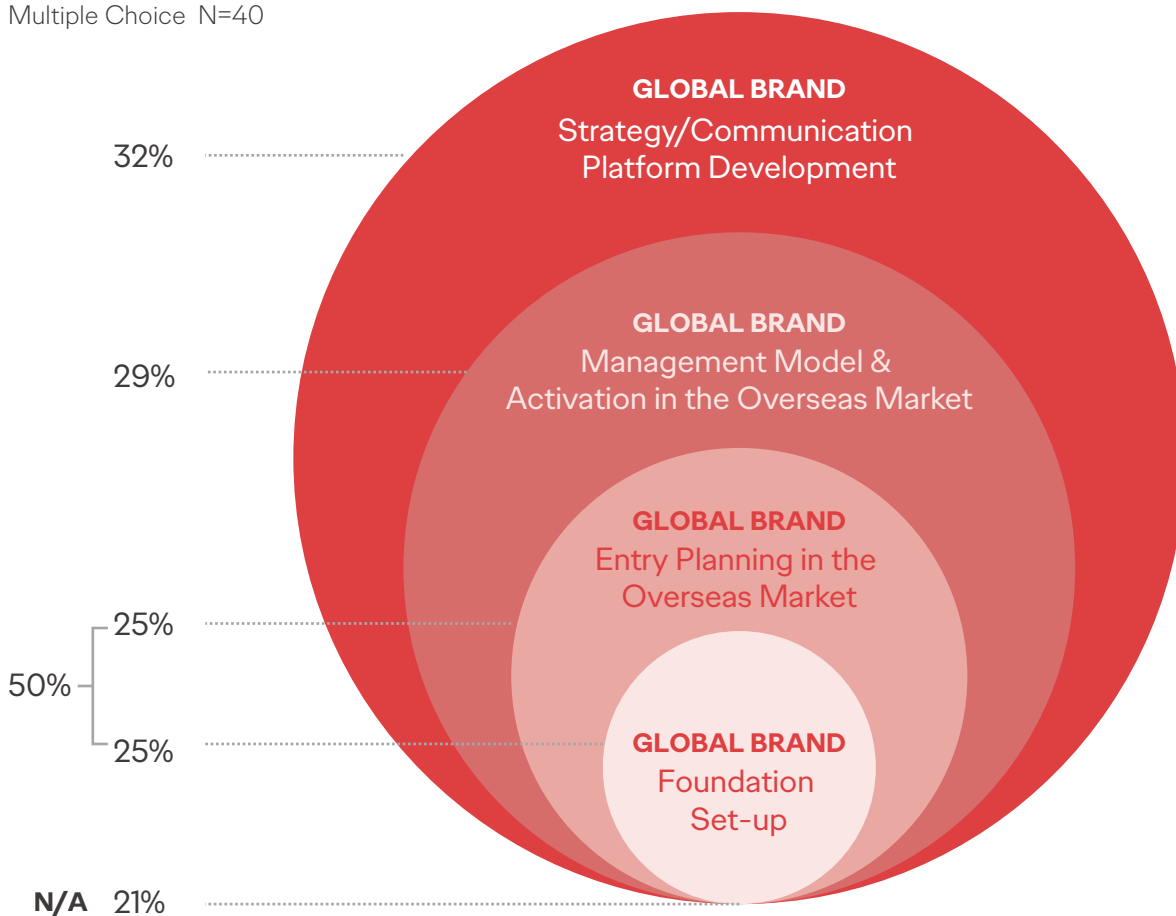 Multiple Choice N=40
GLOBAL BRAND
Strategy/Communication
Platform Development
32%
GLOBAL BRAND
Management Model &
Activation in the Overseas Market
29%
GLOBAL BRAND
Entry Planning in the
Overseas Market
25%
50%
25%
GLOBAL BRAND
Foundation
Set-up
N/A 21%